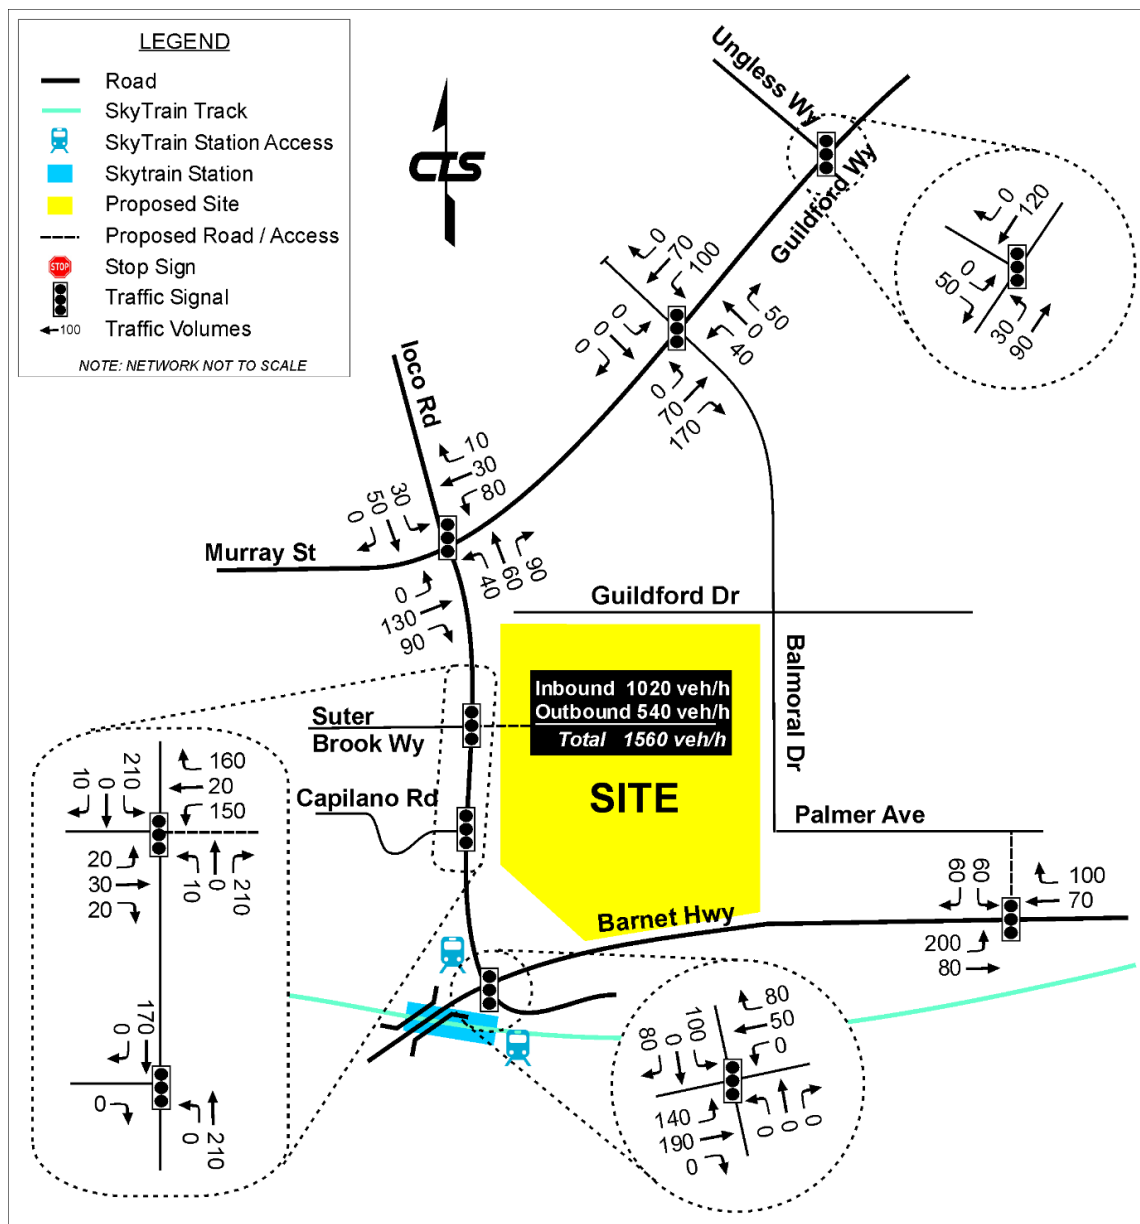 LEGEND
Road
SkyTrain Track
SkyTrain Station Access
Skytrain Station
Proposed Site
Proposed Road / Access
STOP
Stop Sign
Traffic Signal
100
Traffic Volumes
NOTE: NETWORK NOT TO SCALE
CTS
Ungless Wy
Guildford Wy
0
120
0
50
30
90
0
70
100
0
0
0
50
0
40
0
70
170
Ioco Rd
10
30
80
30
50
0
Murray St
90
60
40
0
130
90
Guildford Dr
Balmoral Dr
Inbound 1020 veh/h
Outbound 540 veh/h
Total 1560 veh/h
SITE
Suter
Brook Wy
Capilano Rd
Palmer Ave
Barnet Hwy
60
60
100
70
200
80
160
20
150
210
0
10
20
30
20
10
0
210
170
0
0
0
210
80
50
0
100
0
80
140
190
0
0
0
0